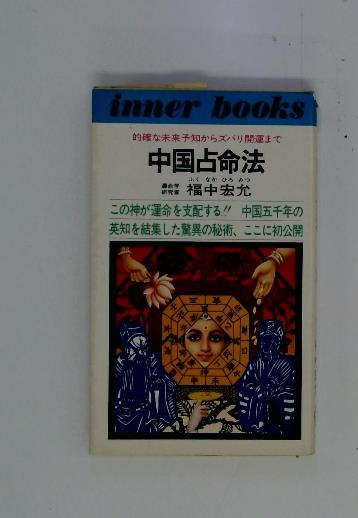 inner books
的確な未来予知からズバリ開運まで
中国占命法
ふく なか ひろ みつ
運命学
研究家 福中宏允
この神が運命を支配する!! 中国五千年の
英知を結集した驚異の秘術、ここに初公開